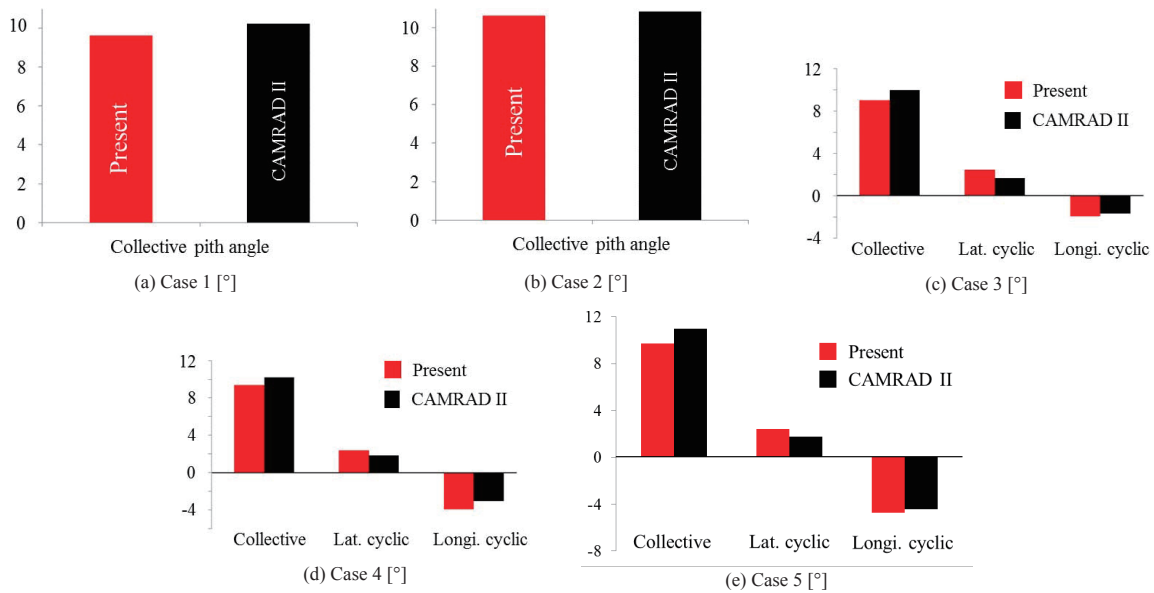 10
8
6
4
2
0
Present
CAMRAD II
Collective pith angle
(a) Case 1 [°]
10
8
6
4
2
0
Present
CAMRAD II
Collective pith angle
(b) Case 2 [°]
12
8
4
0
-4
Present
CAMRAD II
Collective Lat. cyclic Longi. cyclic
(c) Case 3 [°]
12
8
4
0
-4
Present
CAMRAD II
Collective Lat. cyclic Longi. cyclic
(d) Case 4 [°]
12
8
4
0
-4
-8
Present
CAMRAD II
Collective Lat. cyclic Longi. cyclic
(e) Case 5 [°]